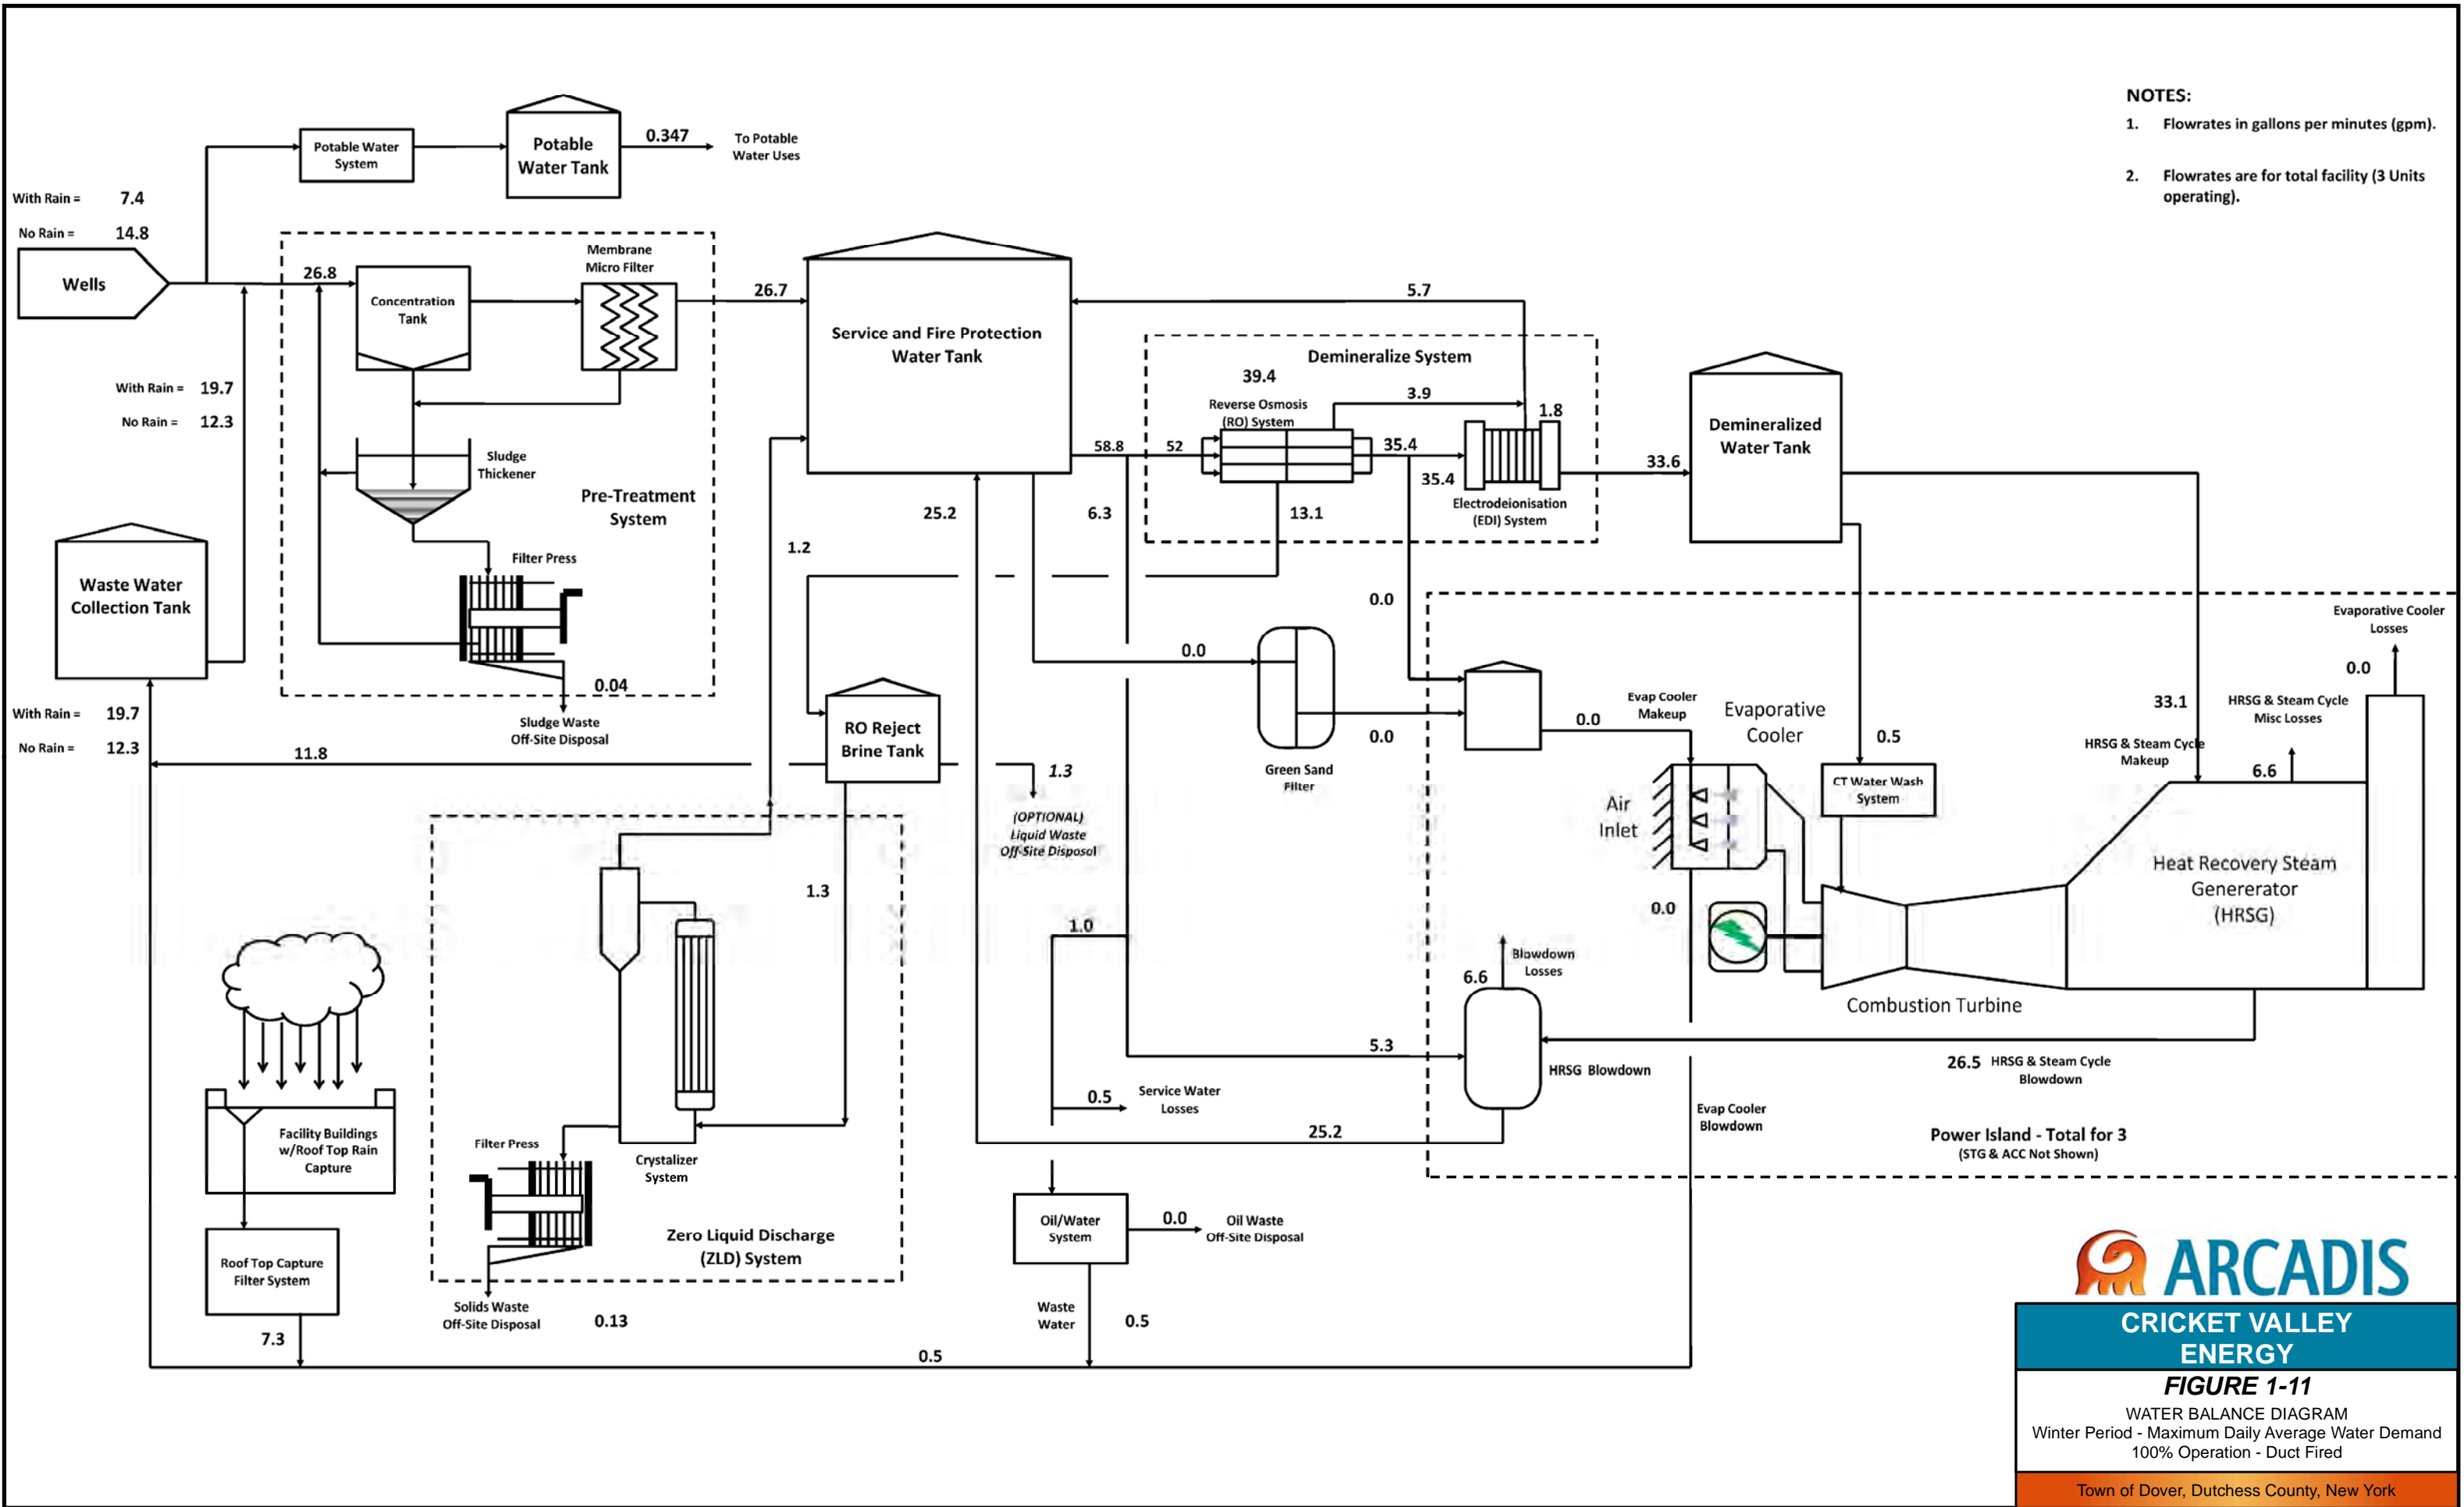 NOTES:
1. Flowrates in gallons per minutes (gpm).
2. Flowrates are for total facility (3 Units
operating).
Potable Water
System
Potable
Water Tank
0.347
To Potable
Water Uses
With Rain = 7.4
No Rain = 14.8
Wells
26.8
Concentration
Tank
Membrane
Micro Filter
26.7
With Rain = 19.7
No Rain = 12.3
Sludge
Thickener
Pre-Treatment
System
Filter Press
0.04
Sludge Waste
Off-Site Disposal
Waste Water
Collection Tank
With Rain = 19.7
No Rain = 12.3
11.8
Service and Fire Protection
Water Tank
5.7
Demineralize System
39.4
3.9
Reverse Osmosis
(RO) System
1.8
58.8
52
35.4
35.4
Electrodeionisation
(EDI) System
33.6
Demineralized
Water Tank
25.2
6.3
13.1
1.2
0.0
0.0
0.0
Green Sand
Filter
RO Reject
Brine Tank
1.3
(OPTIONAL)
Liquid Waste
Off-Site Disposal
0.0
Evap Cooler
Makeup
Evaporative
Cooler
0.5
CT Water Wash
System
33.1
HRSG & Steam Cycle
Makeup
HRSG & Steam Cycle
Misc Losses
6.6
Evaporative Cooler
Losses
0.0
Air
Inlet
0.0
Heat Recovery Steam
Genererator
(HRSG)
Combustion Turbine
1.3
1.0
6.6
Blowdown
Losses
5.3
HRSG Blowdown
26.5 HRSG & Steam Cycle
Blowdown
0.5
Service Water
Losses
25.2
Evap Cooler
Blowdown
Power Island - Total for 3
(STG & ACC Not Shown)
Facility Buildings
w/Roof Top Rain
Capture
Roof Top Capture
Filter System
7.3
Filter Press
Crystalizer
System
Zero Liquid Discharge
(ZLD) System
Solids Waste
Off-Site Disposal
0.13
Oil/Water
System
0.0
Oil Waste
Off-Site Disposal
Waste
Water
0.5
0.5
ARCADIS
CRICKET VALLEY
ENERGY
FIGURE 1-11
WATER BALANCE DIAGRAM
Winter Period - Maximum Daily Average Water Demand
100% Operation - Duct Fired
Town of Dover, Dutchess County, New York